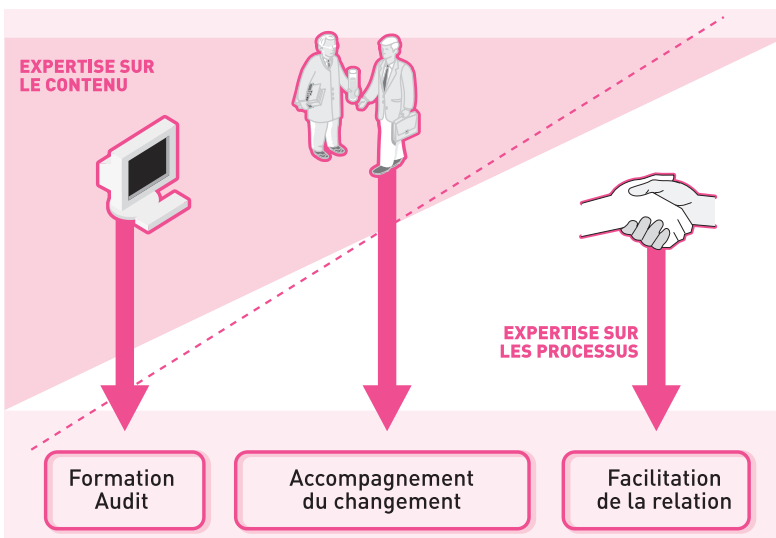 EXPERTISE SUR
LE CONTENU
EXPERTISE SUR
LES PROCESSUS
Formation
Audit
Accompagnement
du changement
Facilitation
de la relation